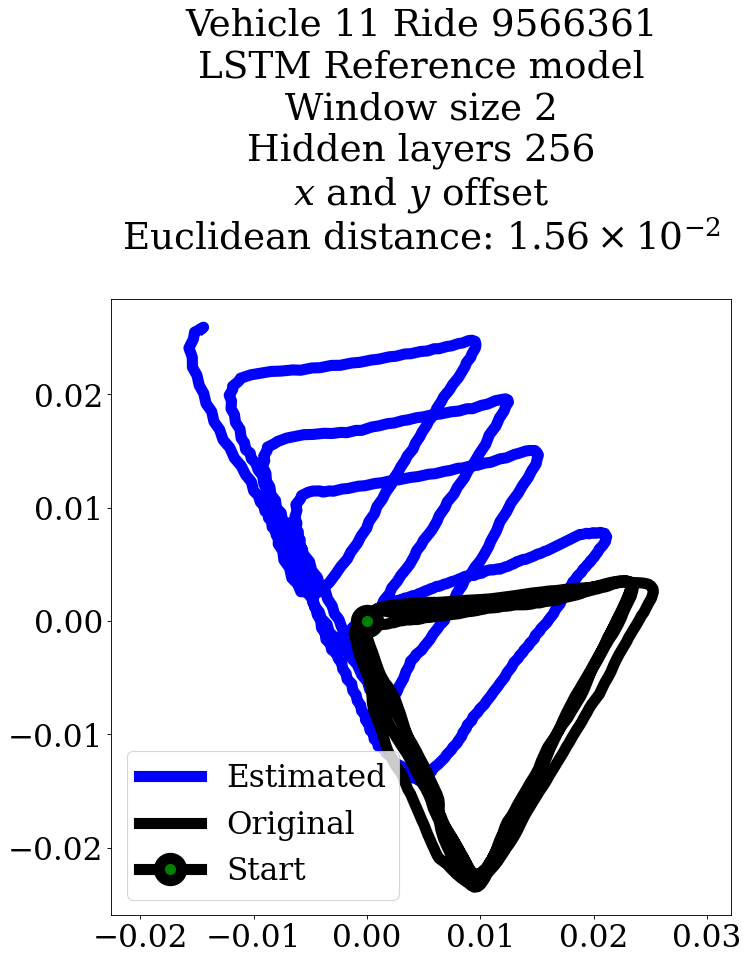 Vehicle 11 Ride 9566361
LSTM Reference model
Window size 2
Hidden layers 256
x and y offset
Euclidean distance: 1.56 × 10⁻²
0.02
0.01
0.00
−0.01
−0.02
Estimated
Original
Start
−0.02 −0.01 0.00 0.01 0.02 0.03